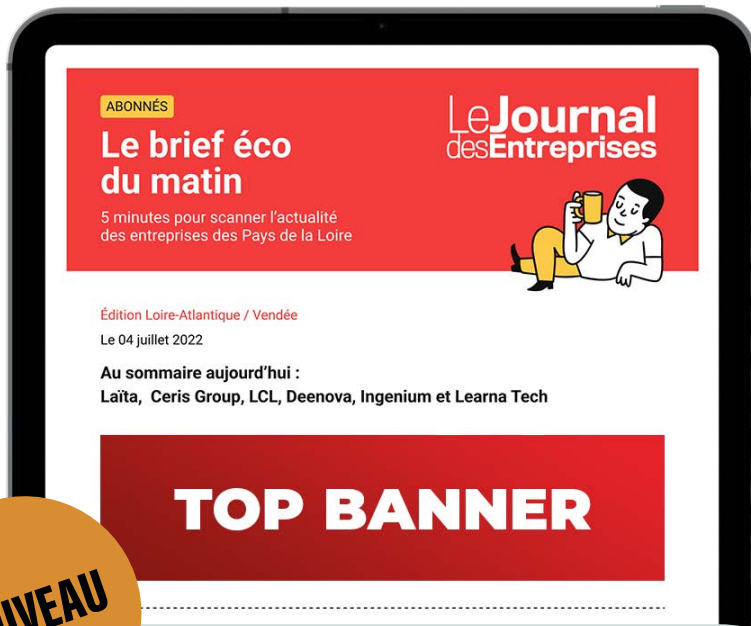 ABONNÉS
Le brief éco
du matin
5 minutes pour scanner l'actualité
des entreprises des Pays de la Loire
LeJournal
desEntreprises
Édition Loire-Atlantique / Vendée
Le 04 juillet 2022
Au sommaire aujourd'hui :
Laïta, Ceris Group, LCL, Deenova, Ingenium et Learna Tech
TOP BANNER